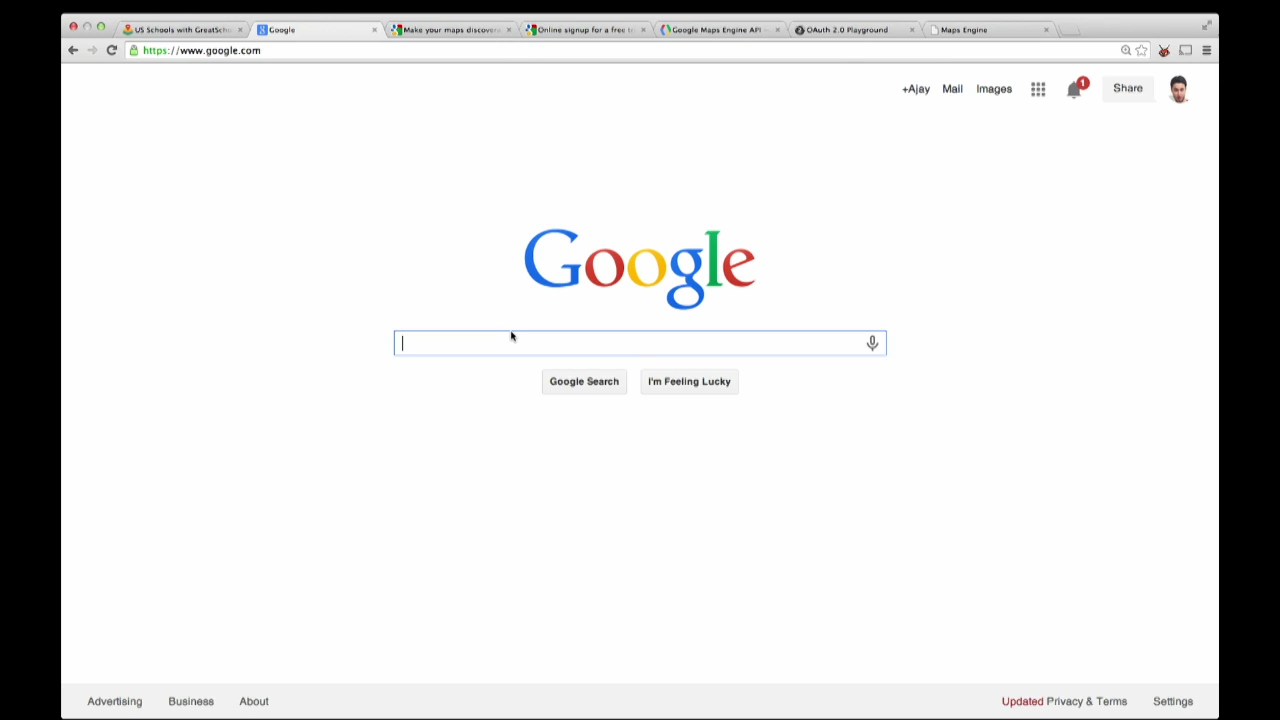 US Schools with GreatScho
Google
Make your maps discovera
Online signup for a free tr
Google Maps Engine API -
OAuth 2.0 Playground
Maps Engine
https://www.google.com
+Ajay Mail Images 1 Share
Google
Google Search I'm Feeling Lucky
Advertising Business About Updated Privacy & Terms Settings